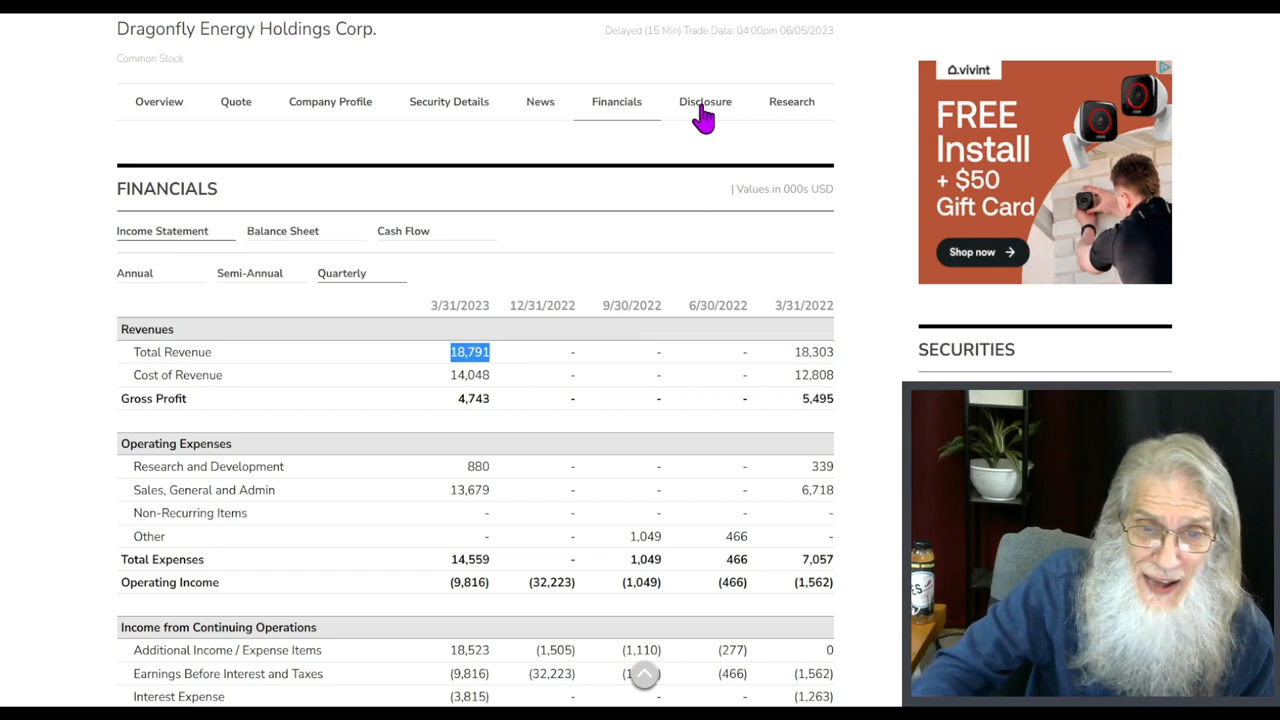 Dragonfly Energy Holdings Corp.
Delayed (15 Min) Trade Data: 04:00pm 06/05/2023
Common Stock
Overview Quote Company Profile Security Details News Financials Disclosure Research
FINANCIALS
| Values in 000s USD
Income Statement Balance Sheet Cash Flow
Annual Semi-Annual Quarterly
3/31/2023 12/31/2022 9/30/2022 6/30/2022 3/31/2022
Revenues
Total Revenue 18,791 - - - 18,303
Cost of Revenue 14,048 - - - 12,808
Gross Profit 4,743 - - - 5,495
Operating Expenses
Research and Development 880 - - - 339
Sales, General and Admin 13,679 - - - 6,718
Non-Recurring Items - - - - -
Other - - 1,049 466 -
Total Expenses 14,559 - 1,049 466 7,057
Operating Income (9,816) (32,223) (1,049) (466) (1,562)
Income from Continuing Operations
Additional Income / Expense Items 18,523 (1,505) (1,110) (277) 0
Earnings Before Interest and Taxes (9,816) (32,223) (466) (1,562)
Interest Expense (3,815) - - - (1,263)
vivint
FREE
Install
+ $50
Gift Card
Shop now
SECURITIES